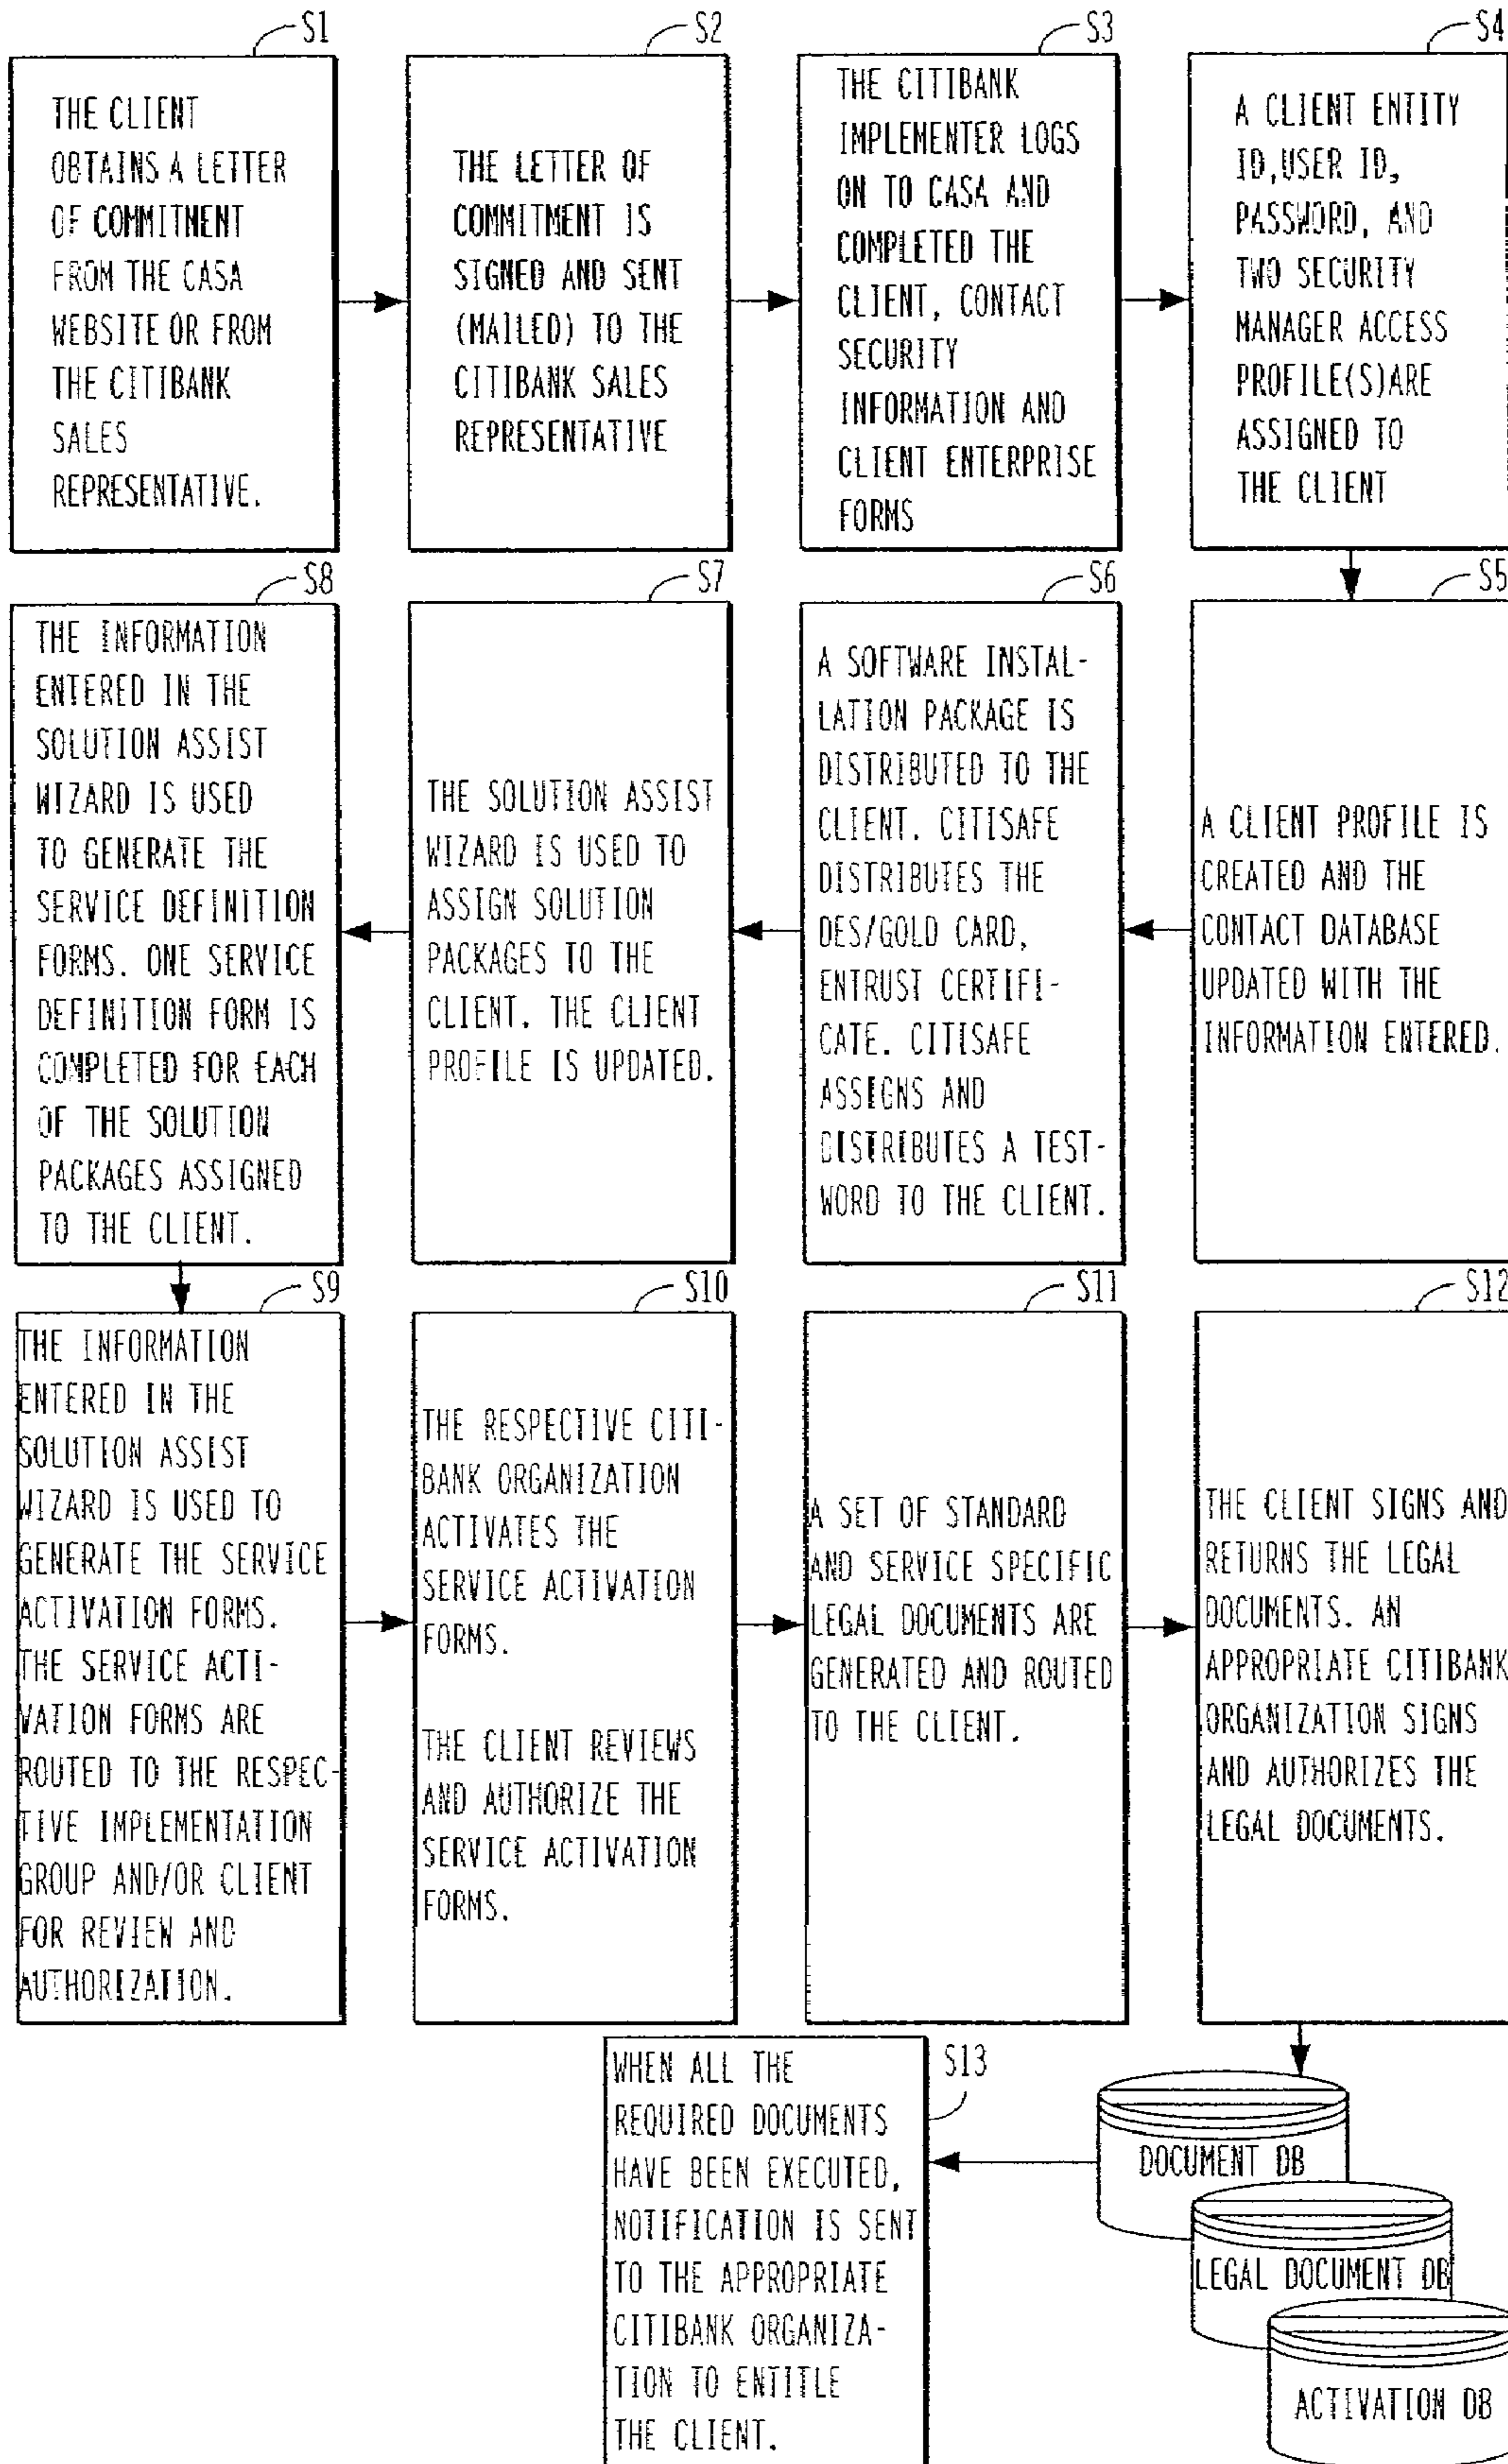 S1
THE CLIENT
OBTAINS A LETTER
OF COMMITMENT
FROM THE CASA
WEBSITE OR FROM
THE CITIBANK
SALES
REPRESENTATIVE.
S2
THE LETTER OF
COMMITMENT IS
SIGNED AND SENT
(MAILED) TO THE
CITIBANK SALES
REPRESENTATIVE
S3
THE CITIBANK
IMPLEMENTER LOGS
ON TO CASA AND
COMPLETED THE
CLIENT, CONTACT
SECURITY
INFORMATION AND
CLIENT ENTERPRISE
FORMS
S4
A CLIENT ENTITY
ID,USER ID,
PASSWORD, AND
TWO SECURITY
MANAGER ACCESS
PROFILE(S)ARE
ASSIGNED TO
THE CLIENT
S5
A CLIENT PROFILE IS
CREATED AND THE
CONTACT DATABASE
UPDATED WITH THE
INFORMATION ENTERED.
S6
A SOFTWARE INSTAL-
LATION PACKAGE IS
DISTRIBUTED TO THE
CLIENT. CITISAFE
DISTRIBUTES THE
DES/GOLD CARD,
ENTRUST CERTIFI-
CATE. CITISAFE
ASSIGNS AND
DISTRIBUTES A TEST-
WORD TO THE CLIENT.
S7
THE SOLUTION ASSIST
WIZARD IS USED TO
ASSIGN SOLUTION
PACKAGES TO THE
CLIENT. THE CLIENT
PROFILE IS UPDATED.
S8
THE INFORMATION
ENTERED IN THE
SOLUTION ASSIST
WIZARD IS USED
TO GENERATE THE
SERVICE DEFINITION
FORMS. ONE SERVICE
DEFINITION FORM IS
COMPLETED FOR EACH
OF THE SOLUTION
PACKAGES ASSIGNED
TO THE CLIENT.
S9
THE INFORMATION
ENTERED IN THE
SOLUTION ASSIST
WIZARD IS USED TO
GENERATE THE SERVICE
ACTIVATION FORMS.
THE SERVICE ACTI-
VATION FORMS ARE
ROUTED TO THE RESPEC-
TIVE IMPLEMENTATION
GROUP AND/OR CLIENT
FOR REVIEW AND
AUTHORIZATION.
S10
THE RESPECTIVE CITI-
BANK ORGANIZATION
ACTIVATES THE
SERVICE ACTIVATION
FORMS.
THE CLIENT REVIEWS
AND AUTHORIZE THE
SERVICE ACTIVATION
FORMS.
S11
A SET OF STANDARD
AND SERVICE SPECIFIC
LEGAL DOCUMENTS ARE
GENERATED AND ROUTED
TO THE CLIENT.
S12
THE CLIENT SIGNS AND
RETURNS THE LEGAL
DOCUMENTS. AN
APPROPRIATE CITIBANK
ORGANIZATION SIGNS
AND AUTHORIZES THE
LEGAL DOCUMENTS.
S13
WHEN ALL THE
REQUIRED DOCUMENTS
HAVE BEEN EXECUTED,
NOTIFICATION IS SENT
TO THE APPROPRIATE
CITIBANK ORGANIZA-
TION TO ENTITLE
THE CLIENT.
DOCUMENT DB
LEGAL DOCUMENT DB
ACTIVATION DB